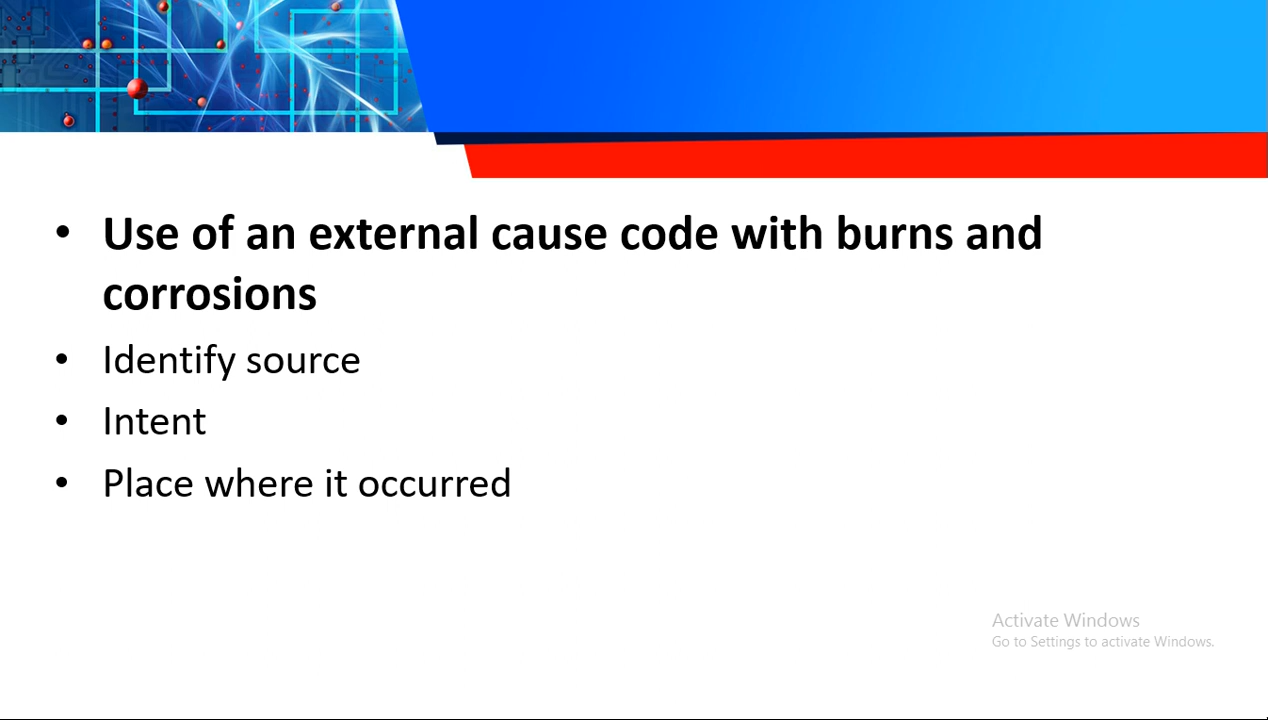 • Use of an external cause code with burns and
corrosions
• Identify source
• Intent
• Place where it occurred
Activate Windows
Go to Settings to activate Windows.